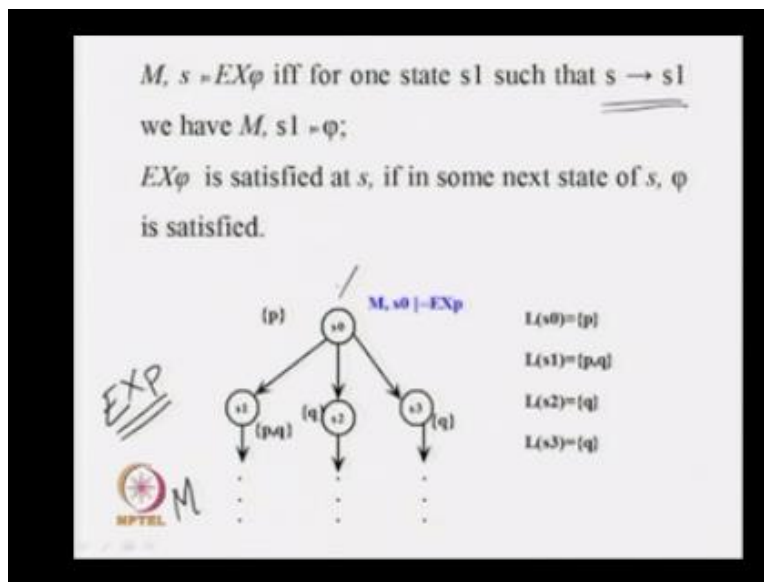 M, s ⊨ EXφ iff for one state s1 such that s → s1
we have M, s1 ⊨ φ;
EXφ is satisfied at s, if in some next state of s, φ
is satisfied.
{p}
M, s0 |=EXp
s0
L(s0)={p}
L(s1)={p,q}
L(s2)={q}
L(s3)={q}
EXP
s1
{p,q}
{q}
s2
s3
{q}
M
NPTEL